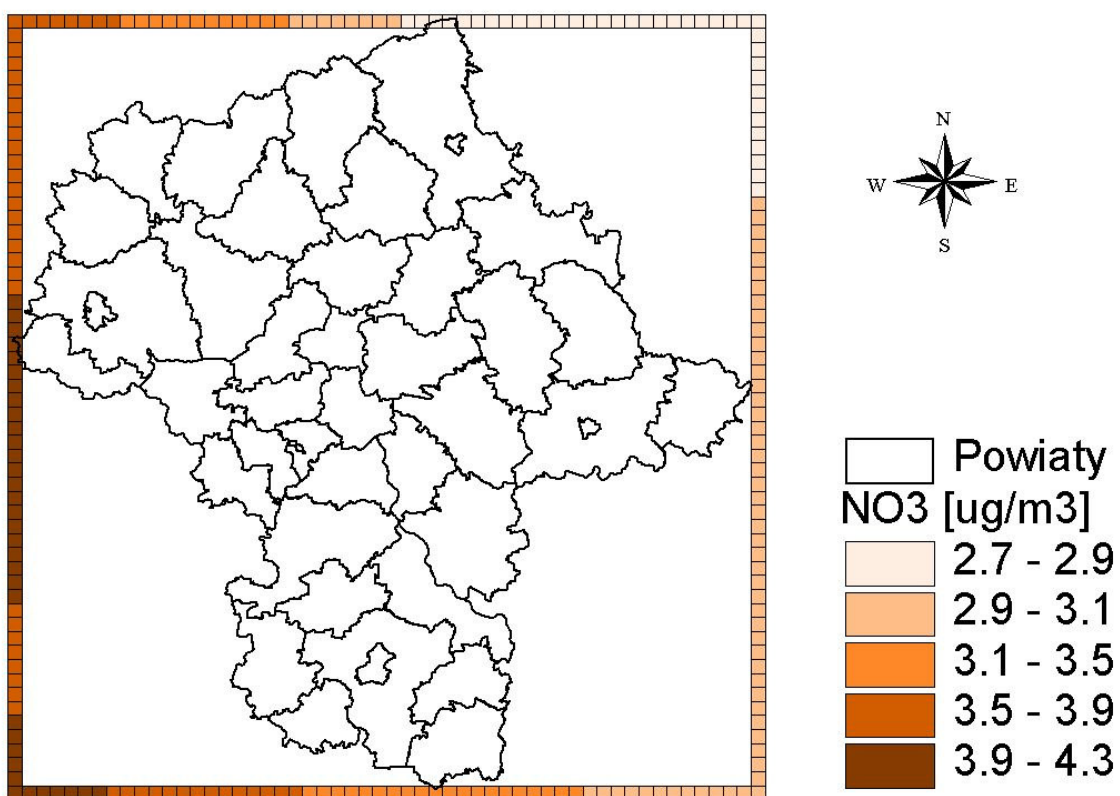 N
W E
S
Powiaty
NO3 [ug/m3]
2.7 - 2.9
2.9 - 3.1
3.1 - 3.5
3.5 - 3.9
3.9 - 4.3